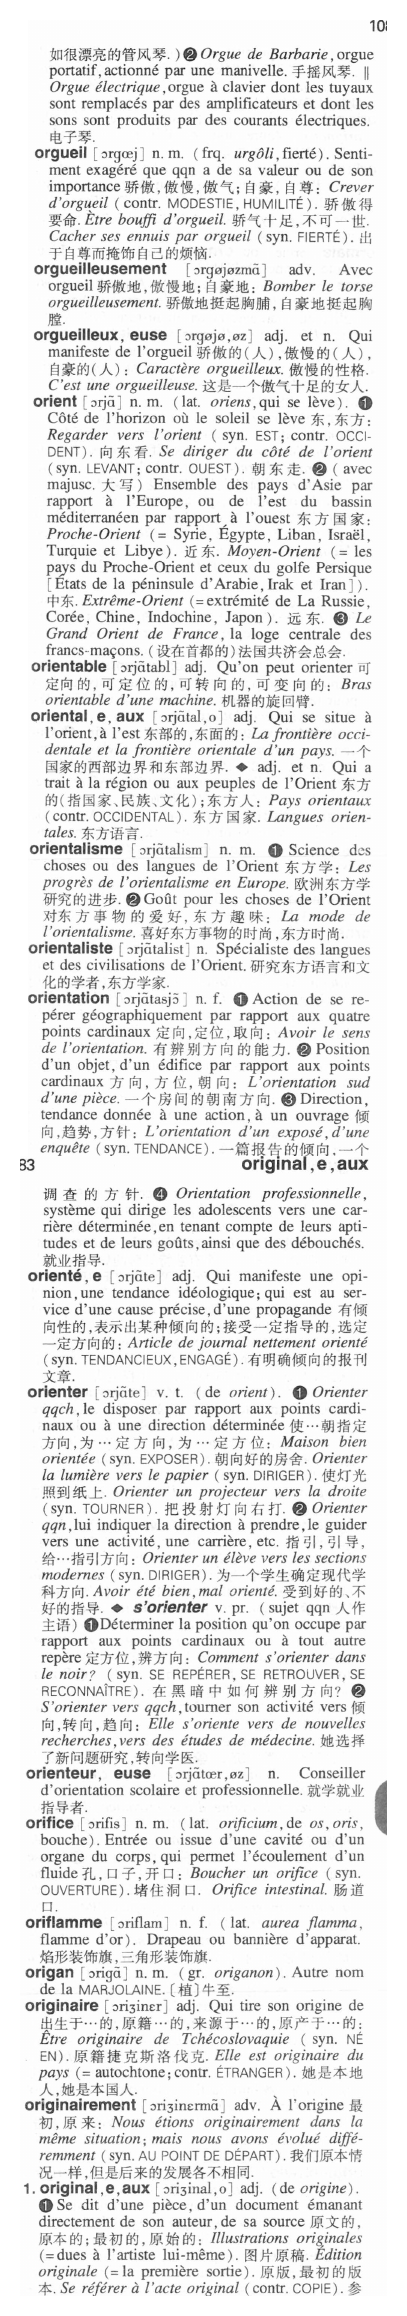 108
如很漂亮的管风琴. )❷ Orgue de Barbarie, orgue
portatif, actionné par une manivelle. 手摇风琴. ‖
Orgue électrique, orgue à clavier dont les tuyaux
sont remplacés par des amplificateurs et dont les
sons sont produits par des courants électriques.
电子琴.
orgueil [ɔrgœj] n. m. (frq. urgôli, fierté). Senti-
ment exagéré que qqn a de sa valeur ou de son
importance 骄傲,傲慢,傲气;自豪,自尊: Crever
d'orgueil (contr. MODESTIE, HUMILITÉ). 骄傲得
要命. Être bouffi d'orgueil. 骄气十足,不可一世.
Cacher ses ennuis par orgueil (syn. FIERTÉ). 出
于自尊而掩饰自己的烦恼.
orgueilleusement [ɔrgøjøzmã] adv. Avec
orgueil 骄傲地,傲慢地;自豪地: Bomber le torse
orgueilleusement. 骄傲地挺起胸脯,自豪地挺起胸
膛.
orgueilleux, euse [ɔrgøjø,øz] adj. et n. Qui
manifeste de l'orgueil 骄傲的(人),傲慢的(人),
自豪的(人): Caractère orgueilleux. 傲慢的性格.
C'est une orgueilleuse. 这是一个傲气十足的女人.
orient [ɔrjã] n. m. (lat. oriens, qui se lève). ❶
Côté de l'horizon où le soleil se lève 东,东方:
Regarder vers l'orient (syn. EST; contr. OCCI-
DENT). 向东看. Se diriger du côté de l'orient
(syn. LEVANT; contr. OUEST). 朝东走. ❷ (avec
majusc. 大写) Ensemble des pays d'Asie par
rapport à l'Europe, ou de l'est du bassin
méditerranéen par rapport à l'ouest 东方国家:
Proche-Orient (= Syrie, Égypte, Liban, Israël,
Turquie et Libye). 近东. Moyen-Orient (= les
pays du Proche-Orient et ceux du golfe Persique
[États de la péninsule d'Arabie, Irak et Iran]).
中东. Extrême-Orient (=extrémité de La Russie,
Corée, Chine, Indochine, Japon). 远东. ❸ Le
Grand Orient de France, la loge centrale des
francs-maçons. (设在首都的)法国共济会总会.
orientable [ɔrjãtabl] adj. Qu'on peut orienter 可
定向的,可定位的,可转向的,可变向的: Bras
orientable d'une machine. 机器的旋回臂.
oriental, e, aux [ɔrjãtal,o] adj. Qui se situe à
l'orient, à l'est 东部的,东面的: La frontière occi-
dentale et la frontière orientale d'un pays. 一个
国家的西部边界和东部边界. ◆ adj. et n. Qui a
trait à la région ou aux peuples de l'Orient 东方
的(指国家、民族、文化);东方人: Pays orientaux
(contr. OCCIDENTAL). 东方国家. Langues orien-
tales. 东方语言.
orientalisme [ɔrjãtalism] n. m. ❶ Science des
choses ou des langues de l'Orient 东方学: Les
progrès de l'orientalisme en Europe. 欧洲东方学
研究的进步. ❷ Goût pour les choses de l'Orient
对东方事物的爱好,东方趣味: La mode de
l'orientalisme. 喜好东方事物的时尚,东方时尚.
orientaliste [ɔrjãtalist] n. Spécialiste des langues
et des civilisations de l'Orient. 研究东方语言和文
化的学者,东方学家.
orientation [ɔrjãtasjɔ̃] n. f. ❶ Action de se re-
pérer géographiquement par rapport aux quatre
points cardinaux 定向,定位,取向: Avoir le sens
de l'orientation. 有辨别方向的能力. ❷ Position
d'un objet, d'un édifice par rapport aux points
cardinaux 方向,方位,朝向: L'orientation sud
d'une pièce. 一个房间的朝南方向. ❸ Direction,
tendance donnée à une action, à un ouvrage 倾
向,趋势,方针: L'orientation d'un exposé, d'une
enquête (syn. TENDANCE). 一篇报告的倾向,一个
83 original, e, aux
调查的方针. ❹ Orientation professionnelle,
système qui dirige les adolescents vers une car-
rière déterminée, en tenant compte de leurs apti-
tudes et de leurs goûts, ainsi que des débouchés.
就业指导.
orienté, e [ɔrjãte] adj. Qui manifeste une opi-
nion, une tendance idéologique; qui est au ser-
vice d'une cause précise, d'une propagande 有倾
向性的,表示出某种倾向的;接受一定指导的,选定
一定方向的: Article de journal nettement orienté
(syn. TENDANCIEUX, ENGAGÉ). 有明确倾向的报刊
文章.
orienter [ɔrjãte] v. t. (de orient). ❶ Orienter
qqch, le disposer par rapport aux points cardi-
naux ou à une direction déterminée 使…朝指定
方向,为…定方向,为…定方位: Maison bien
orientée (syn. EXPOSER). 朝向好的房舍. Orienter
la lumière vers le papier (syn. DIRIGER). 使灯光
照到纸上. Orienter un projecteur vers la droite
(syn. TOURNER). 把投射灯向右打. ❷ Orienter
qqn, lui indiquer la direction à prendre, le guider
vers une activité, une carrière, etc. 指引,引导,
给…指引方向: Orienter un élève vers les sections
modernes (syn. DIRIGER). 为一个学生确定现代学
科方向. Avoir été bien, mal orienté. 受到好的、不
好的指导. ◆ s'orienter v. pr. (sujet qqn 人作
主语) ❶Déterminer la position qu'on occupe par
rapport aux points cardinaux ou à tout autre
repère 定方位,辨方向: Comment s'orienter dans
le noir? (syn. SE REPÉRER, SE RETROUVER, SE
RECONNAÎTRE). 在黑暗中如何辨别方向? ❷
S'orienter vers qqch, tourner son activité vers 倾
向,转向,趋向: Elle s'oriente vers de nouvelles
recherches, vers des études de médecine. 她选择
了新问题研究,转向学医.
orienteur, euse [ɔrjãtœr,øz] n. Conseiller
d'orientation scolaire et professionnelle. 就学就业
指导者.
orifice [ɔrifis] n. m. (lat. orificium, de os, oris,
bouche). Entrée ou issue d'une cavité ou d'un
organe du corps, qui permet l'écoulement d'un
fluide 孔,口子,开口: Boucher un orifice (syn.
OUVERTURE). 堵住洞口. Orifice intestinal. 肠道
口.
oriflamme [ɔriflam] n. f. (lat. aurea flamma,
flamme d'or). Drapeau ou bannière d'apparat.
焰形装饰旗,三角形装饰旗.
origan [ɔrigã] n. m. (gr. origanon). Autre nom
de la MARJOLAINE. [植]牛至.
originaire [ɔriʒinɛr] adj. Qui tire son origine de
出生于…的,原籍…的,来源于…的,原产于…的:
Être originaire de Tchécoslovaquie (syn. NÉ
EN). 原籍捷克斯洛伐克. Elle est originaire du
pays (= autochtone; contr. ÉTRANGER). 她是本地
人,她是本国人.
originairement [ɔriʒinɛrmã] adv. À l'origine 最
初,原来: Nous étions originairement dans la
même situation; mais nous avons évolué diffé-
remment (syn. AU POINT DE DÉPART). 我们原本情
况一样,但是后来的发展各不相同.
1. original, e, aux [ɔriʒinal,o] adj. (de origine).
❶ Se dit d'une pièce, d'un document émanant
directement de son auteur, de sa source 原文的,
原本的;最初的,原始的: Illustrations originales
(=dues à l'artiste lui-même). 图片原稿. Édition
originale (=la première sortie). 原版,最初的版
本. Se référer à l'acte original (contr. COPIE). 参